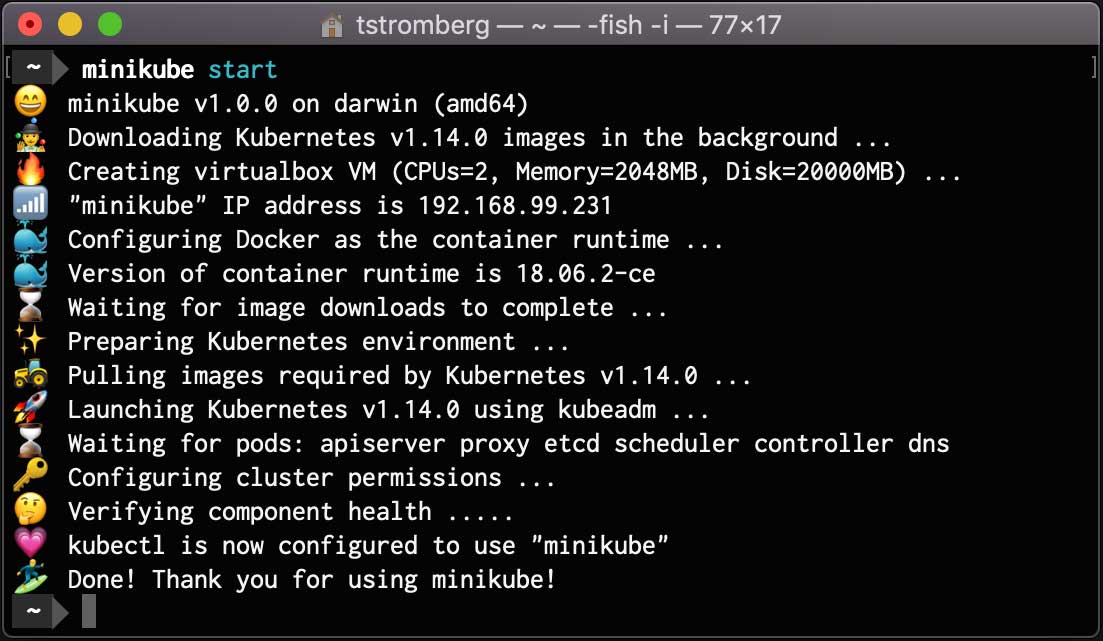 tstromberg — ~ — -fish -i — 77×17
~ minikube start
😄 minikube v1.0.0 on darwin (amd64)
🤹 Downloading Kubernetes v1.14.0 images in the background ...
🔥 Creating virtualbox VM (CPUs=2, Memory=2048MB, Disk=20000MB) ...
📶 "minikube" IP address is 192.168.99.231
🐳 Configuring Docker as the container runtime ...
🐳 Version of container runtime is 18.06.2-ce
⌛ Waiting for image downloads to complete ...
✨ Preparing Kubernetes environment ...
🚜 Pulling images required by Kubernetes v1.14.0 ...
🚀 Launching Kubernetes v1.14.0 using kubeadm ...
⌛ Waiting for pods: apiserver proxy etcd scheduler controller dns
🔑 Configuring cluster permissions ...
🤔 Verifying component health .....
💗 kubectl is now configured to use "minikube"
🏄 Done! Thank you for using minikube!
~